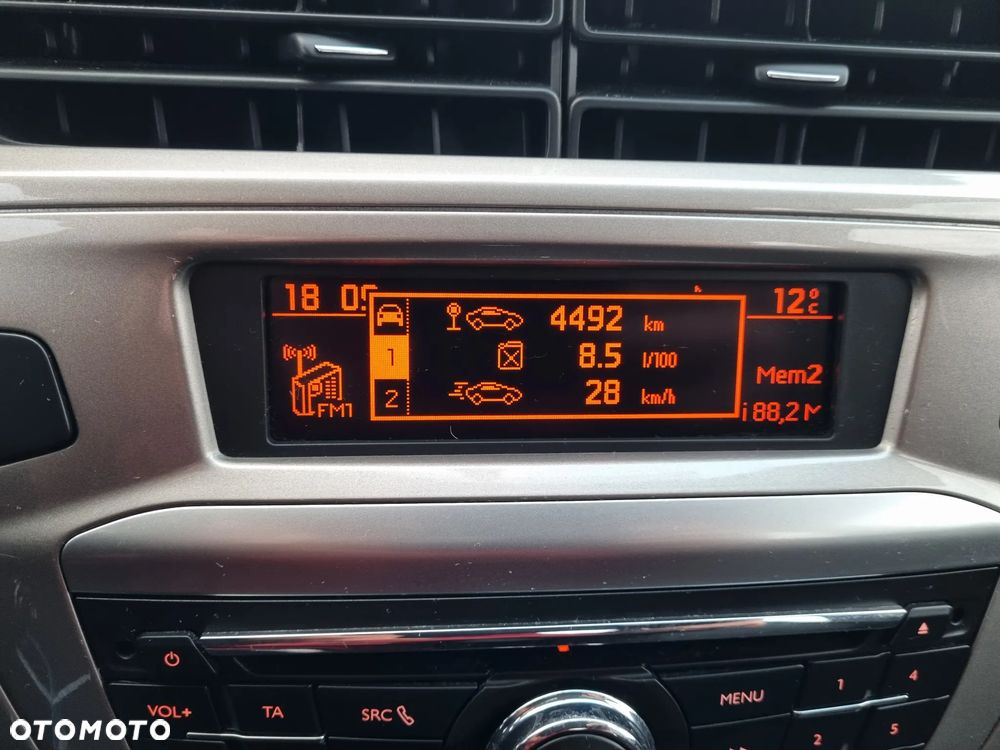 18 05 12°C
4492 km
1 8.5 l/100
2 28 km/h
FM1
Mem2
88,2 M
1 4
MENU
VOL+ TA SRC
2 5
OTOMOTO